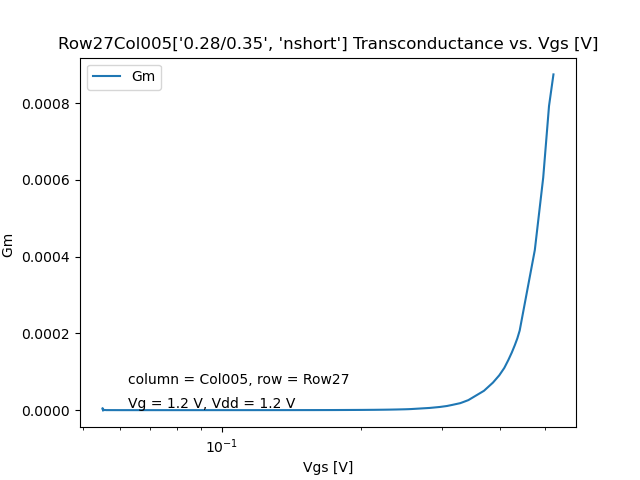 Row27Col005['0.28/0.35', 'nshort'] Transconductance vs. Vgs [V]
Gm
0.0008
0.0006
0.0004
0.0002
0.0000
Gm
column = Col005, row = Row27
Vg = 1.2 V, Vdd = 1.2 V
10⁻¹
Vgs [V]